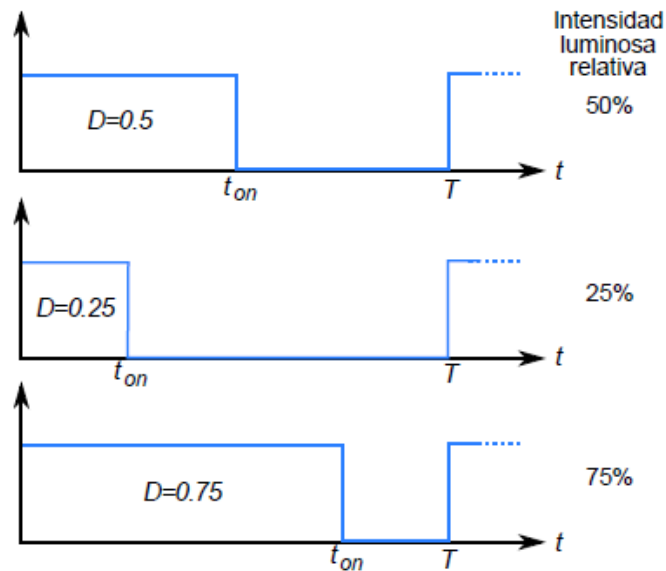 Intensidad
luminosa
relativa
D=0.5
50%
t_on
T
t
D=0.25
25%
t_on
T
t
D=0.75
75%
t_on
T
t